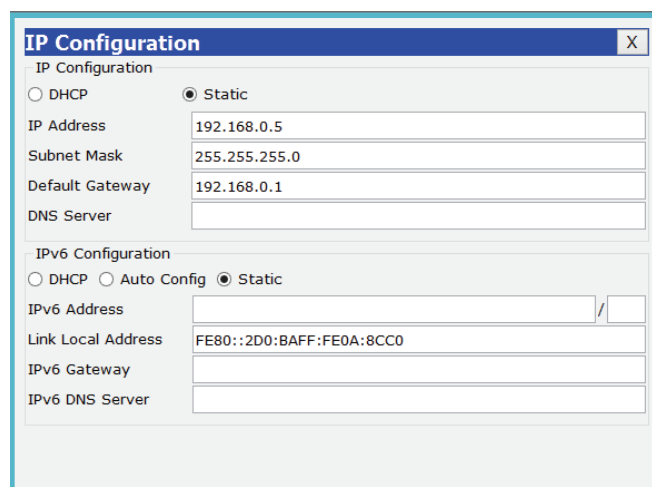 IP Configuration X
IP Configuration
DHCP Static
IP Address 192.168.0.5
Subnet Mask 255.255.255.0
Default Gateway 192.168.0.1
DNS Server
IPv6 Configuration
DHCP Auto Config Static
IPv6 Address /
Link Local Address FE80::2D0:BAFF:FE0A:8CC0
IPv6 Gateway
IPv6 DNS Server